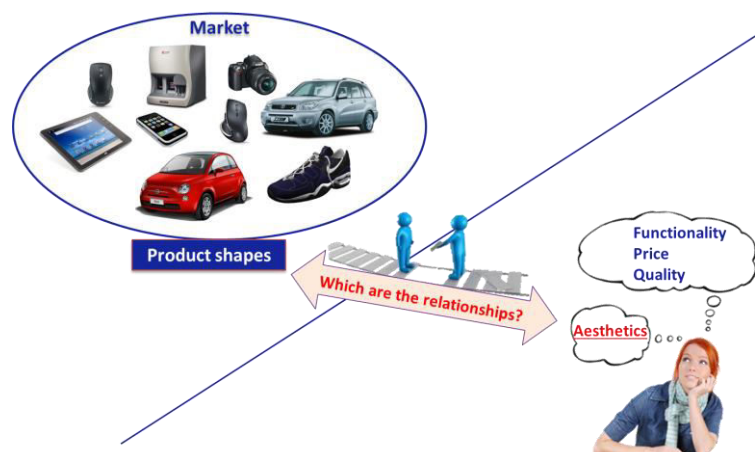 Market
Product shapes
Which are the relationships?
Functionality
Price
Quality
Aesthetics